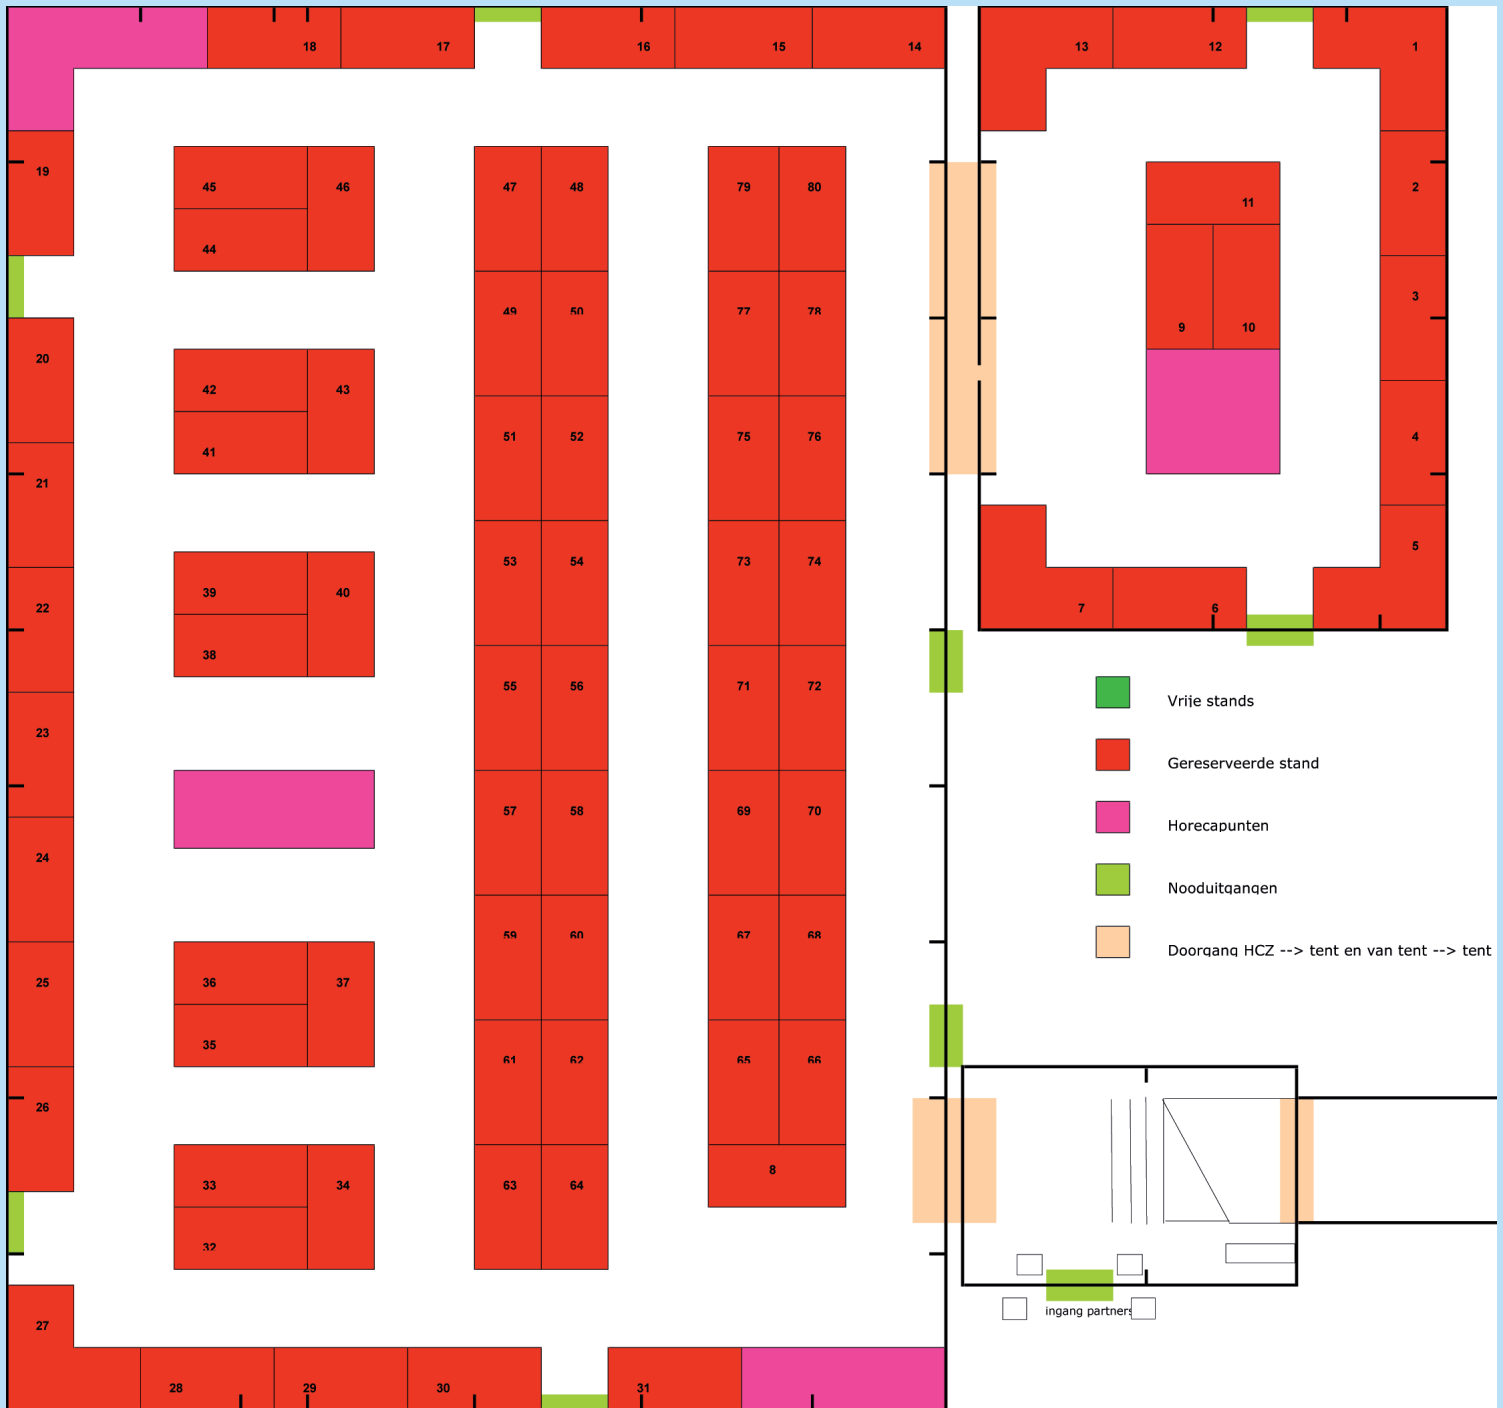 18 17 16 15 14 13 12 1
19 45 46 47 48 79 80 2
11
44
49 50 77 78 3
9 10
20 42 43 51 52 75 76 4
41
21
5
39 40 53 54 73 74
22 7 6
38
55 56 71 72
Vrije stands
23
Gereserveerde stand
57 58 69 70
Horecapunten
24
Nooduitgangen
59 60 67 68
Doorgang HCZ --> tent en van tent --> tent
25 36 37
35
61 62 65 66
26
8
33 34 63 64
32
ingang partners
27
28 29 30 31